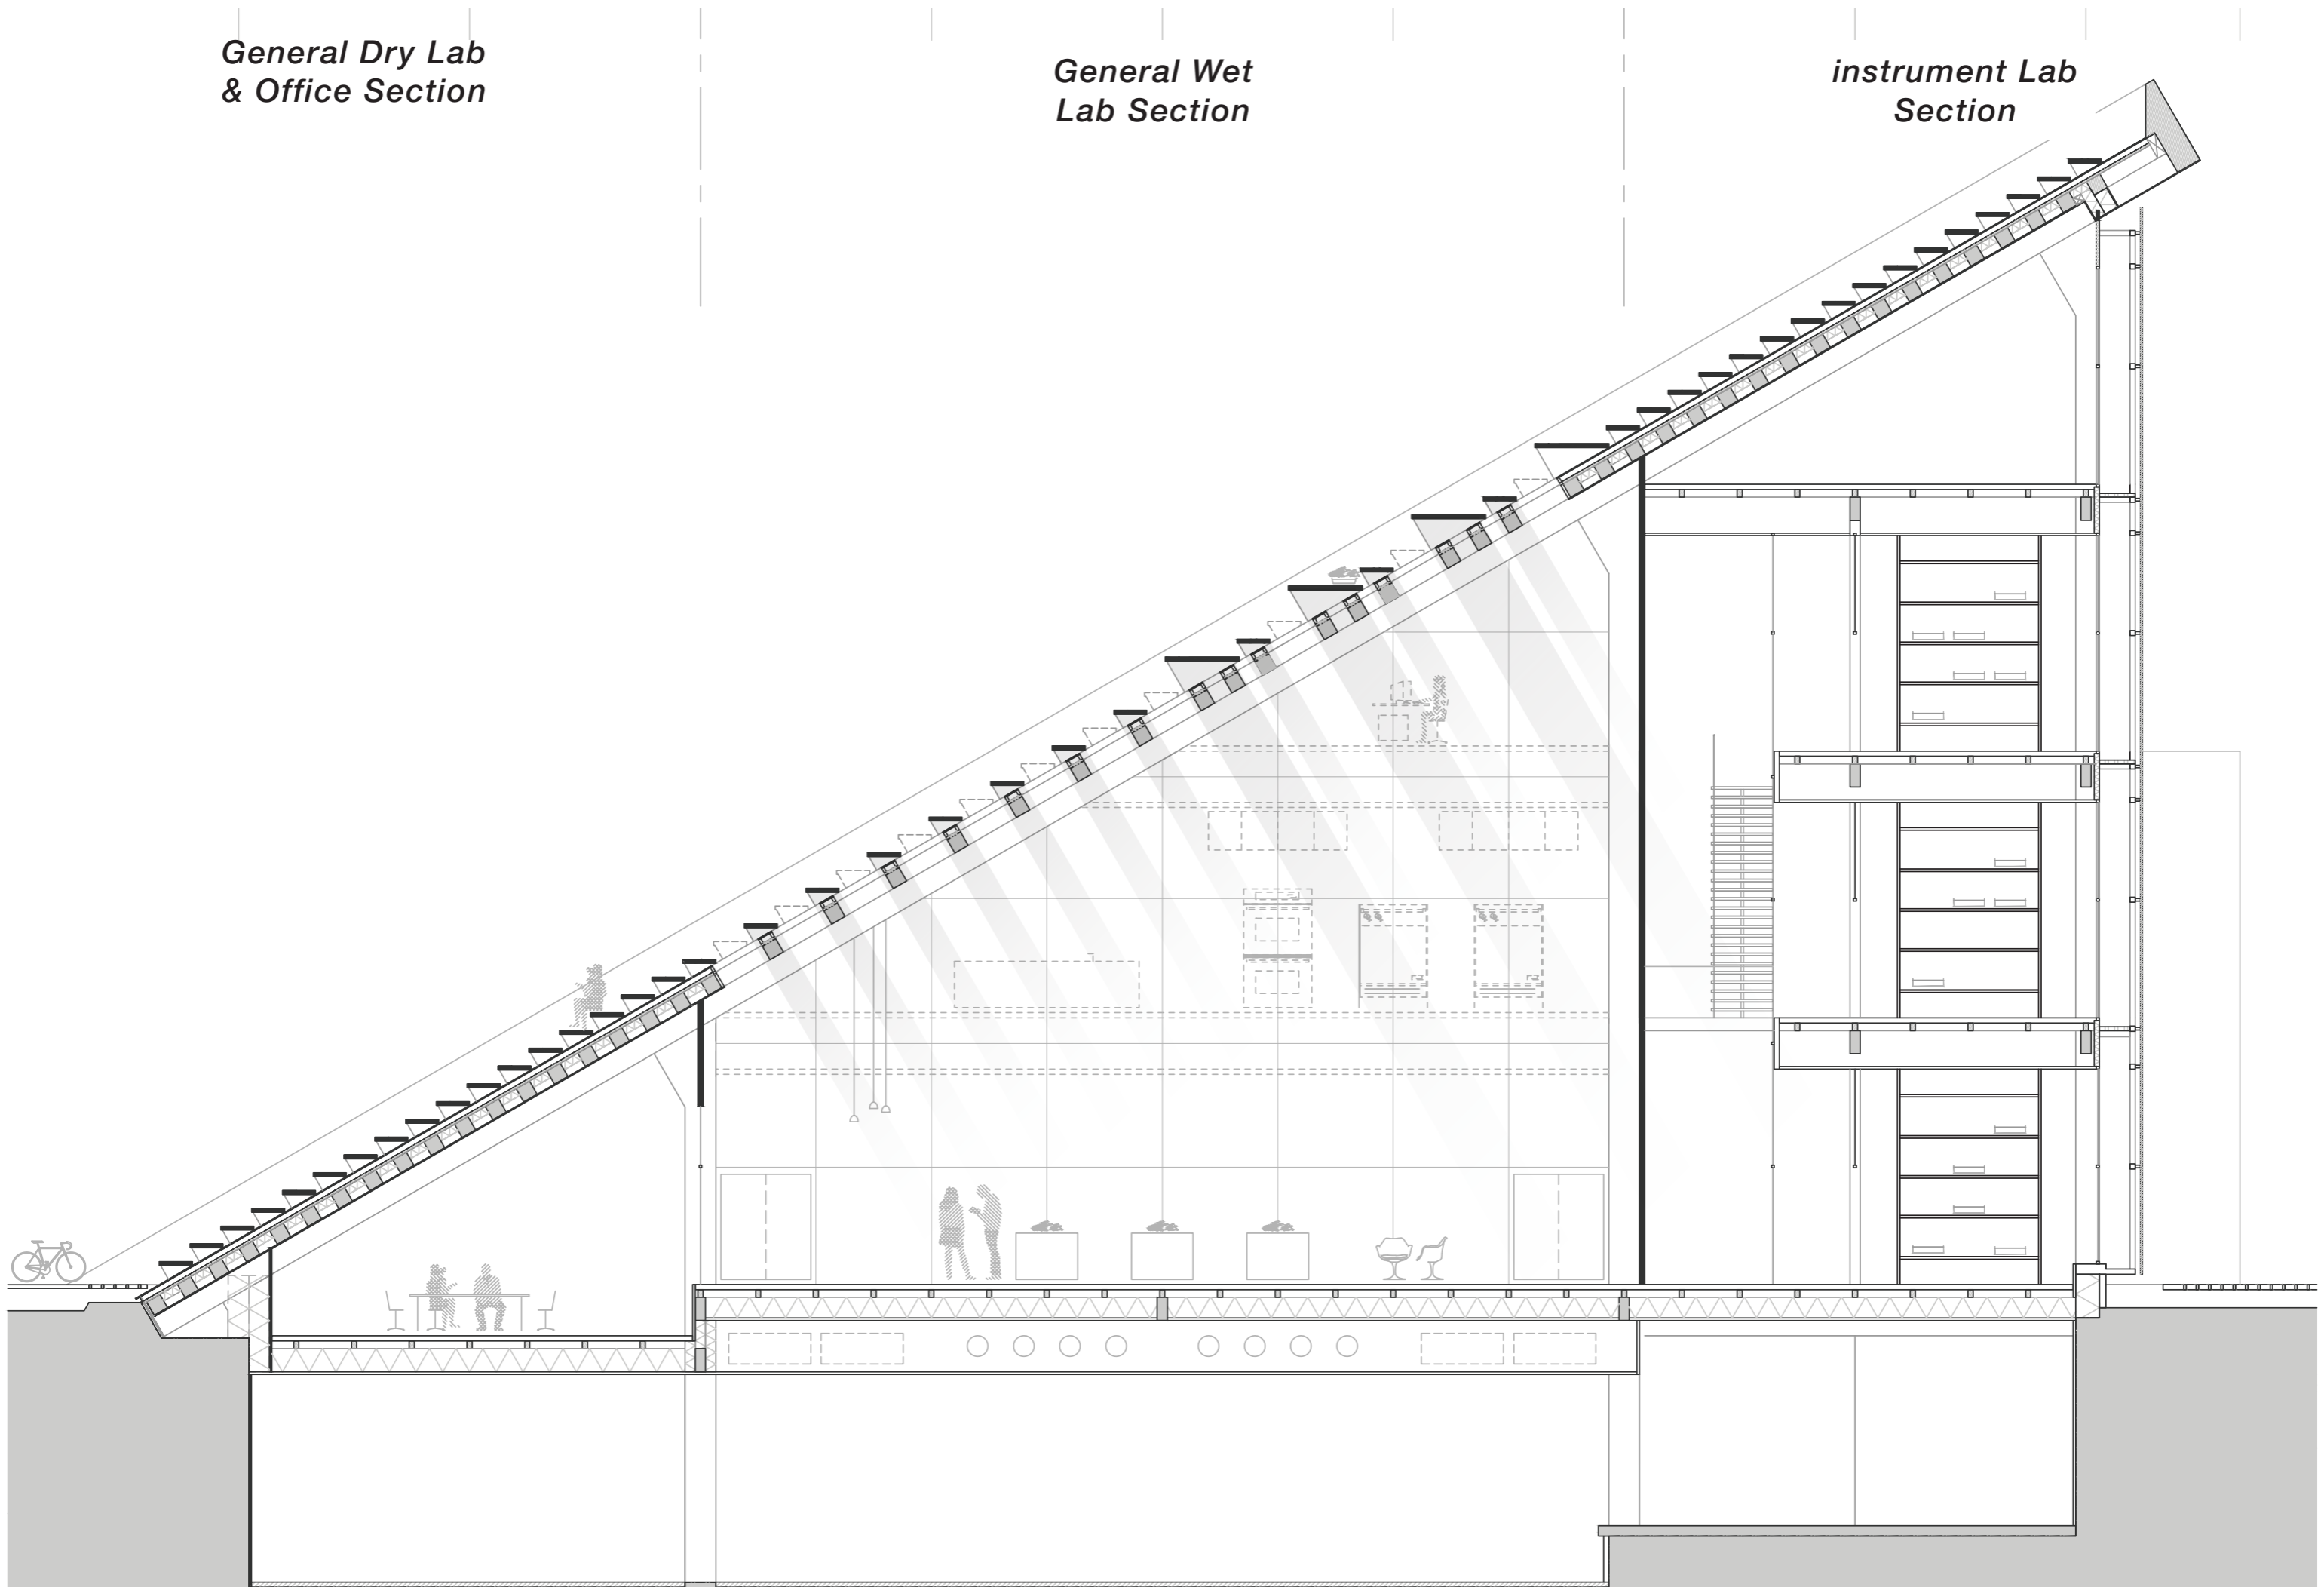 General Dry Lab
& Office Section
General Wet
Lab Section
instrument Lab
Section